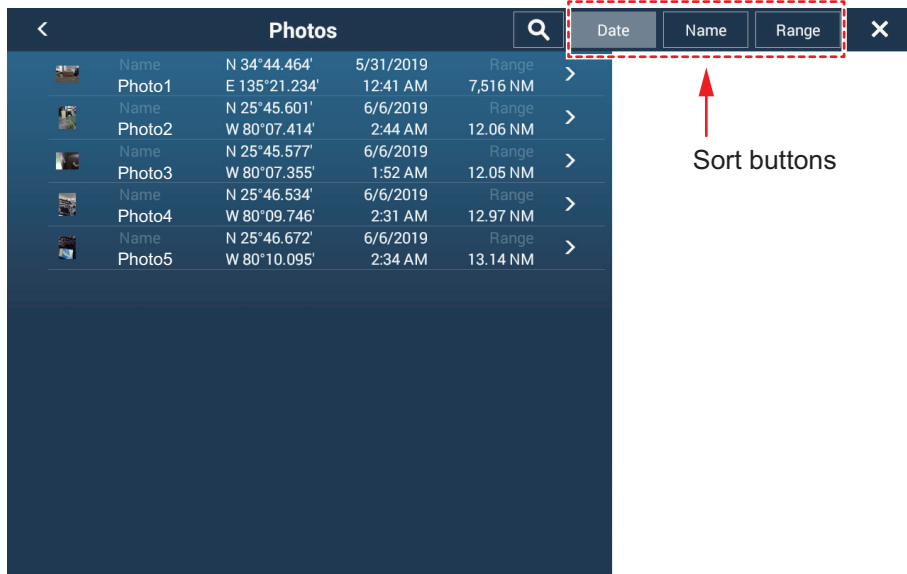 Photos
Date
Name
Range
Name N 34°44.464' 5/31/2019 Range
Photo1 E 135°21.234' 12:41 AM 7,516 NM
Name N 25°45.601' 6/6/2019 Range
Photo2 W 80°07.414' 2:44 AM 12.06 NM
Name N 25°45.577' 6/6/2019 Range
Photo3 W 80°07.355' 1:52 AM 12.05 NM
Name N 25°46.534' 6/6/2019 Range
Photo4 W 80°09.746' 2:31 AM 12.97 NM
Name N 25°46.672' 6/6/2019 Range
Photo5 W 80°10.095' 2:34 AM 13.14 NM
Sort buttons